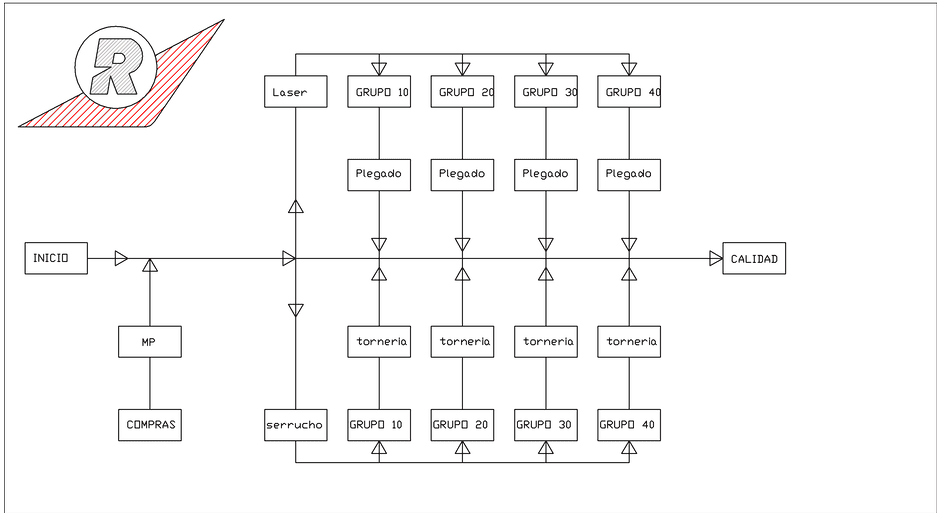 R
Laser
GRUPO 10
GRUPO 20
GRUPO 30
GRUPO 40
Plegado
Plegado
Plegado
Plegado
INICIO
CALIDAD
MP
torneria
torneria
torneria
torneria
COMPRAS
serrucho
GRUPO 10
GRUPO 20
GRUPO 30
GRUPO 40